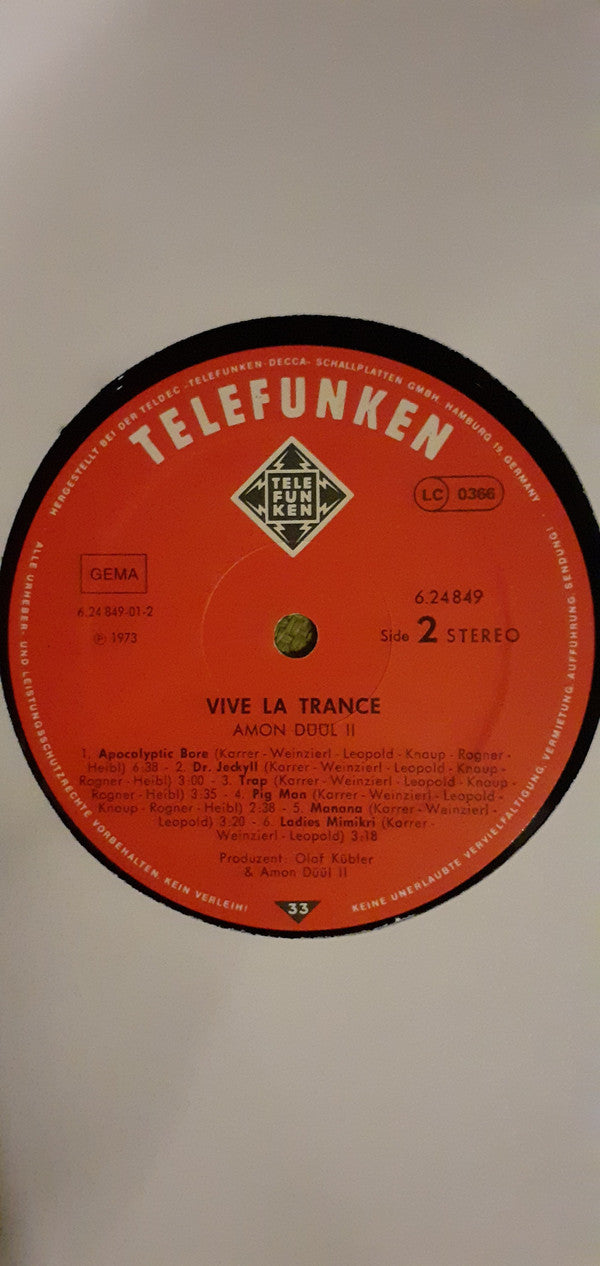 HERGESTELLT BEI DER TELDEC ·TELEFUNKEN-DECCA· SCHALLPLATTEN GMBH. HAMBURG 19, GERMANY
TELEFUNKEN
TELE
FUN
KEN
LC 0366
GEMA
6.24 849-01-2
℗ 1973
6.24849
Side 2 STEREO
VIVE LA TRANCE
AMON DÜÜL II
1. Apocolyptic Bore (Karrer - Weinzierl - Leopold - Knaup - Rogner -
Heibl) 6:38 - 2. Dr. Jeckyll (Karrer - Weinzierl - Leopold - Knaup -
Rogner - Heibl) 3:00 - 3. Trap (Karrer - Weinzierl - Leopold - Knaup -
Rogner - Heibl) 3:35 - 4. Pig Man (Karrer - Weinzierl - Leopold -
Knaup - Rogner - Heibl) 2:38 - 5. Manana (Karrer - Weinzierl -
Leopold) 3:20 - 6. Ladies Mimikri (Karrer -
Weinzierl - Leopold) 3:18
Produzent: Olaf Kübler
& Amon Düül II
33
ALLE URHEBER- UND LEISTUNGSSCHUTZRECHTE VORBEHALTEN. KEIN VERLEIH!
KEINE UNERLAUBTE VERVIELFÄLTIGUNG, VERMIETUNG, AUFFÜHRUNG, SENDUNG!